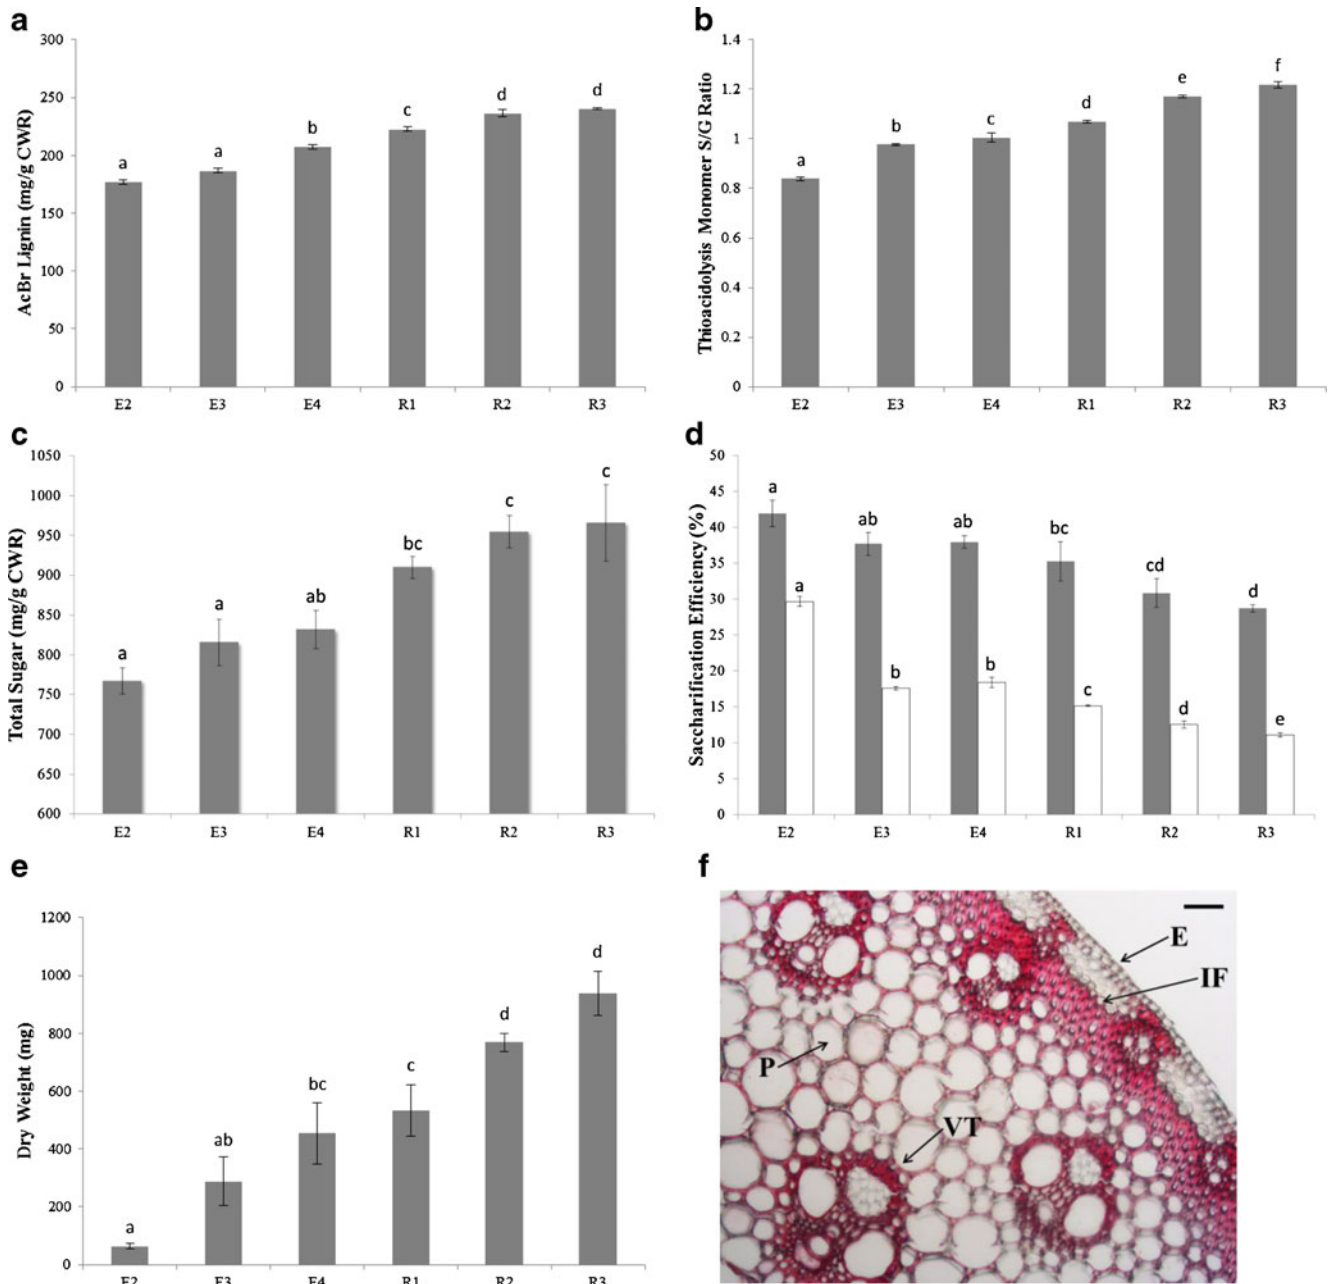 a
AcBr Lignin (mg/g CWR)
300
250
200
150
100
50
0
a
a
b
c
d
d
E2 E3 E4 R1 R2 R3
b
Thioacidolysis Monomer S/G Ratio
1.4
1.2
1
0.8
0.6
0.4
0.2
0
a
b
c
d
e
f
E2 E3 E4 R1 R2 R3
c
Total Sugar (mg/g CWR)
1050
1000
950
900
850
800
750
700
650
600
a
a
ab
bc
c
c
E2 E3 E4 R1 R2 R3
d
Saccharification Efficiency (%)
50
45
40
35
30
25
20
15
10
5
0
a
a
ab
b
ab
b
bc
c
cd
d
d
e
E2 E3 E4 R1 R2 R3
e
Dry Weight (mg)
1200
1000
800
600
400
200
0
a
ab
bc
c
d
d
E2 E3 E4 R1 R2 R3
f
E
IF
P
VT